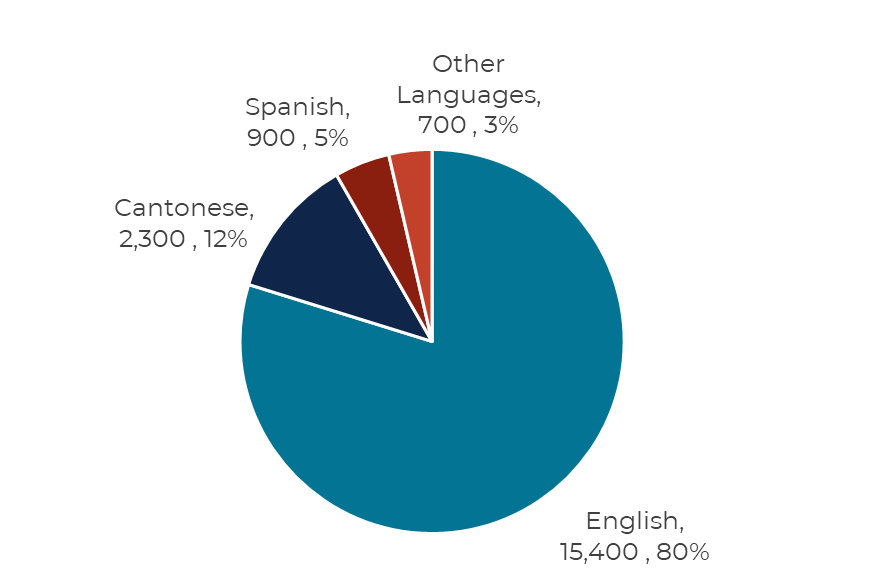 Other
Languages,
700 , 3%
Spanish,
900 , 5%
Cantonese,
2,300 , 12%
English,
15,400 , 80%